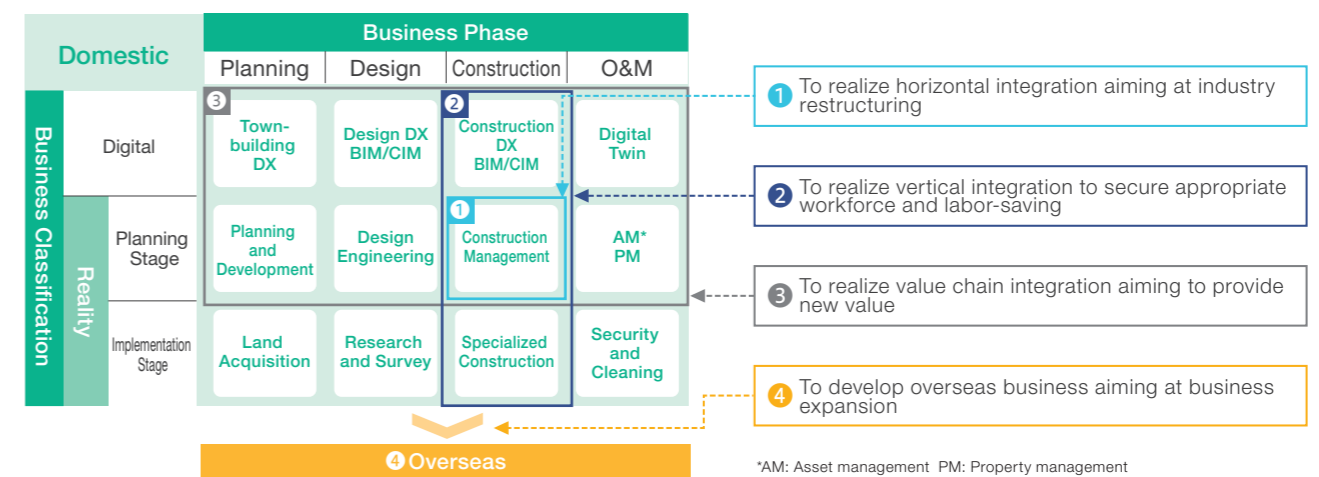 Domestic
Business Phase
Planning
Design
Construction
O&M
Business Classification
Reality
Digital
Planning
Stage
Implementation
Stage
3
Town-
building
DX
Design DX
BIM/CIM
2
Construction
DX
BIM/CIM
Digital
Twin
Planning
and
Development
Design
Engineering
1
Construction
Management
AM*
PM
Land
Acquisition
Research
and Survey
Specialized
Construction
Security
and
Cleaning
4 Overseas
1 To realize horizontal integration aiming at industry
restructuring
2 To realize vertical integration to secure appropriate
workforce and labor-saving
3 To realize value chain integration aiming to provide
new value
4 To develop overseas business aiming at business
expansion
*AM: Asset management PM: Property management